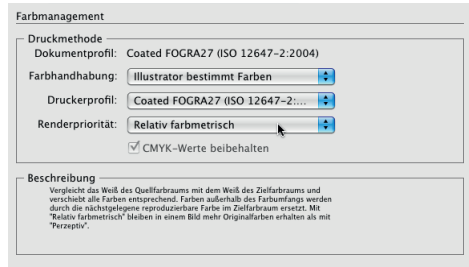 Farbmanagement
Druckmethode
Dokumentprofil: Coated FOGRA27 (ISO 12647-2:2004)
Farbhandhabung: Illustrator bestimmt Farben
Druckerprofil: Coated FOGRA27 (ISO 12647-2:...
Renderpriorität: Relativ farbmetrisch
CMYK-Werte beibehalten
Beschreibung
Vergleicht das Weiß des Quellfarbraums mit dem Weiß des Zielfarbraums und
verschiebt alle Farben entsprechend. Farben außerhalb des Farbumfangs werden
durch die nächstgelegene reproduzierbare Farbe im Zielfarbraum ersetzt. Mit
"Relativ farbmetrisch" bleiben in einem Bild mehr Originalfarben erhalten als mit
"Perzeptiv".